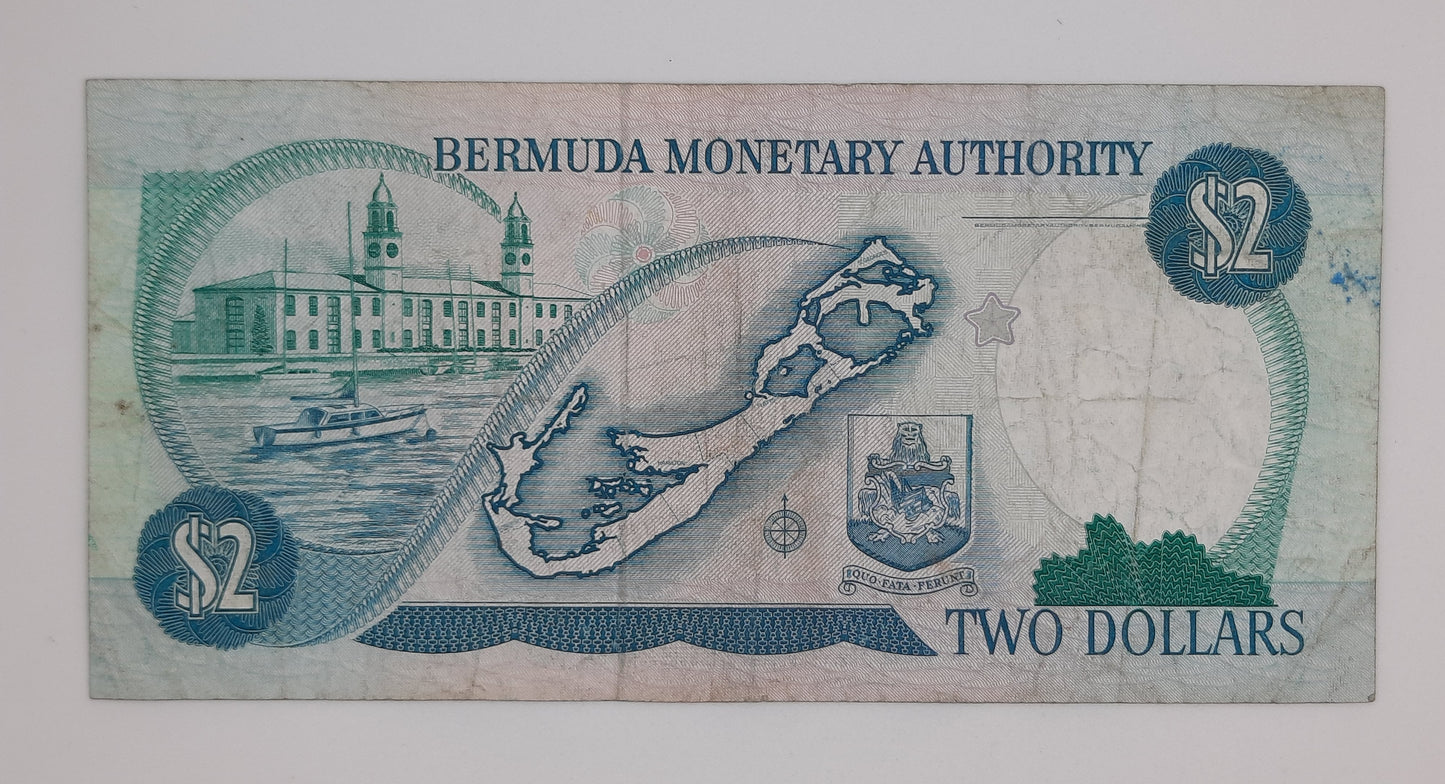 BERMUDA MONETARY AUTHORITY
$2
$2
QUO · FATA · FERUNT
TWO DOLLARS